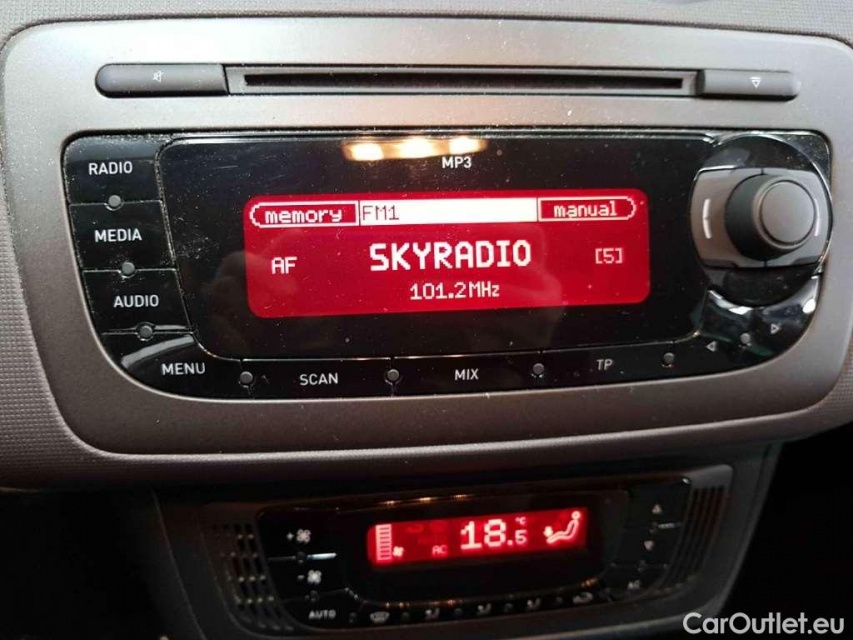 MP3
RADIO
MEDIA
AUDIO
MENU
memory FM1 manual
AF SKYRADIO [5]
101.2MHz
SCAN MIX TP
AC 18.5 °C
AUTO AC
CarOutlet.eu